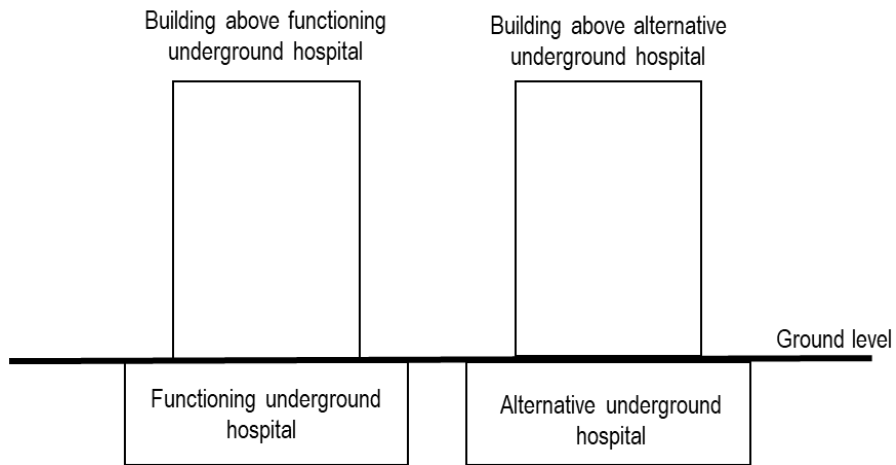 Building above functioning
underground hospital
Building above alternative
underground hospital
Ground level
Functioning underground
hospital
Alternative underground
hospital